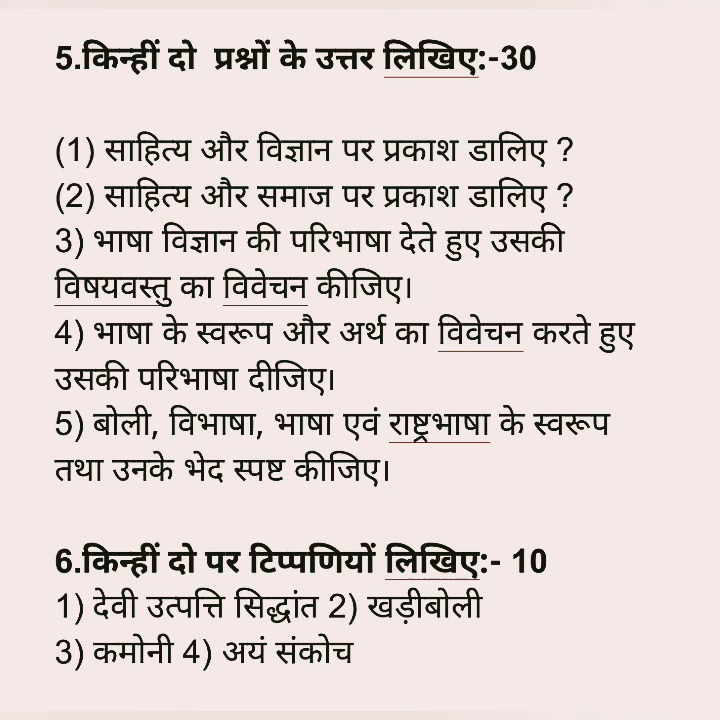 5.किन्हीं दो प्रश्नों के उत्तर लिखिए:-30
(1) साहित्य और विज्ञान पर प्रकाश डालिए ?
(2) साहित्य और समाज पर प्रकाश डालिए ?
3) भाषा विज्ञान की परिभाषा देते हुए उसकी
विषयवस्तु का विवेचन कीजिए।
4) भाषा के स्वरूप और अर्थ का विवेचन करते हुए
उसकी परिभाषा दीजिए।
5) बोली, विभाषा, भाषा एवं राष्ट्रभाषा के स्वरूप
तथा उनके भेद स्पष्ट कीजिए।
6.किन्हीं दो पर टिप्पणियों लिखिए:- 10
1) देवी उत्पत्ति सिद्धांत 2) खड़ीबोली
3) कमोनी 4) अयं संकोच